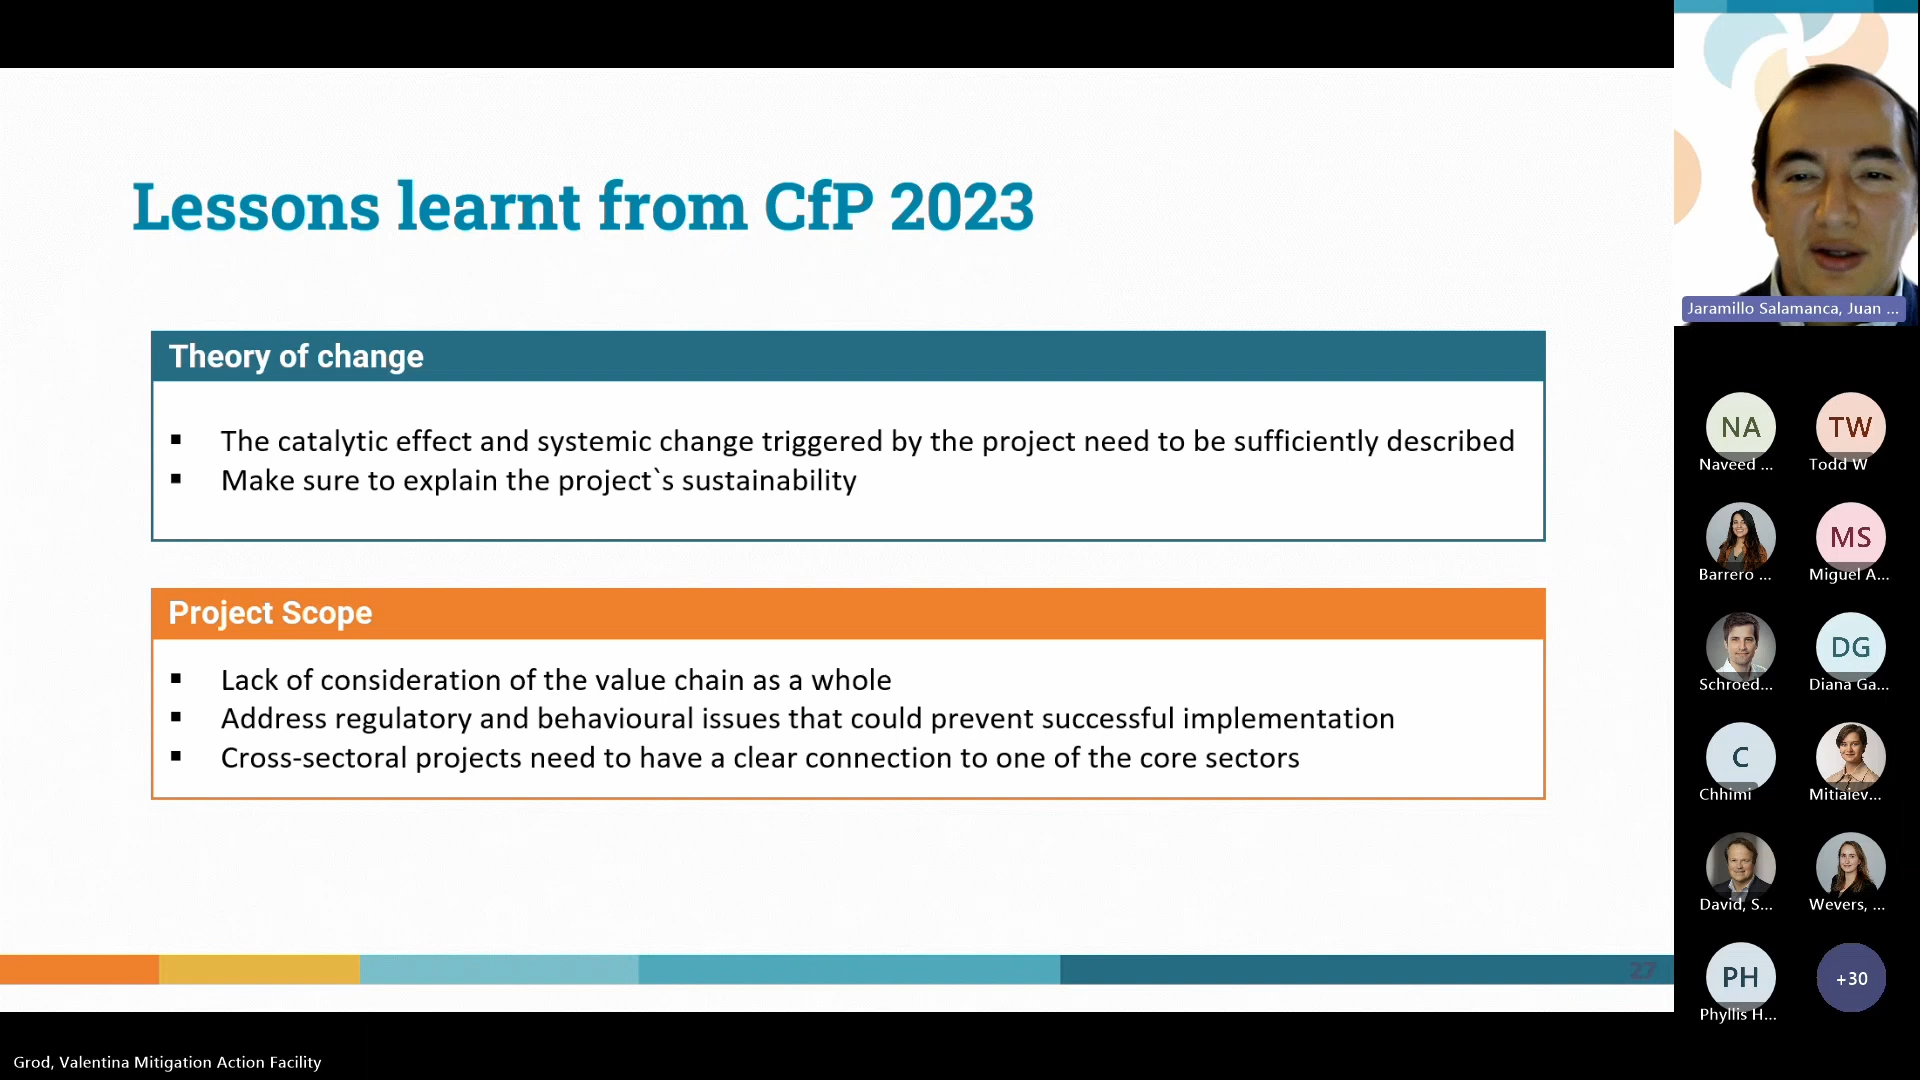 Lessons learnt from CfP 2023
Theory of change
▪ The catalytic effect and systemic change triggered by the project need to be sufficiently described
▪ Make sure to explain the project`s sustainability
Project Scope
▪ Lack of consideration of the value chain as a whole
▪ Address regulatory and behavioural issues that could prevent successful implementation
▪ Cross-sectoral projects need to have a clear connection to one of the core sectors
27
Grod, Valentina Mitigation Action Facility
Jaramillo Salamanca, Juan ...
NA TW
Naveed ... Todd W
MS
Barrero ... Miguel A...
DG
Schroed... Diana Ga...
C
Chhimi Mitiaiev...
David, S... Wevers, ...
PH +30
Phyllis H...